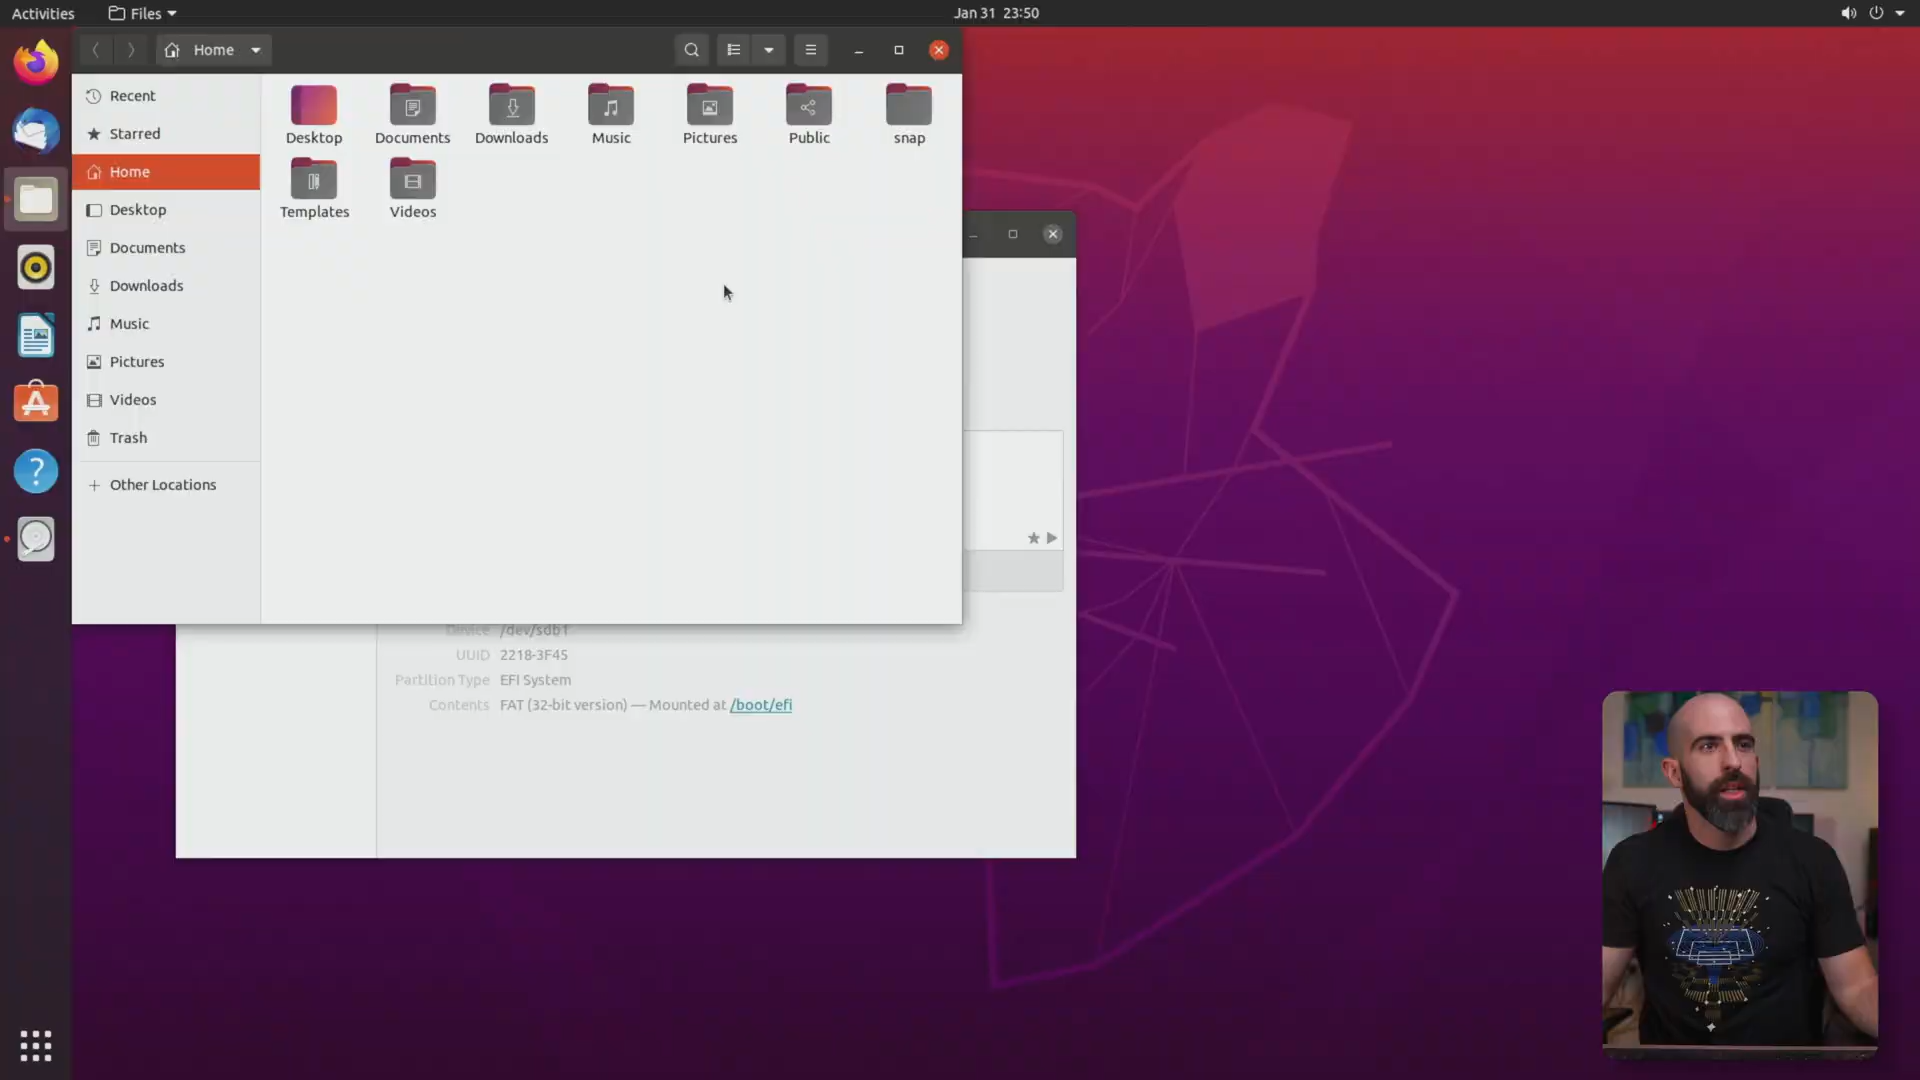 Activities
Files
Jan 31 23:50
Home
Recent
Starred
Home
Desktop
Documents
Downloads
Music
Pictures
Videos
Trash
Other Locations
Desktop
Documents
Downloads
Music
Pictures
Public
snap
Templates
Videos
Device /dev/sdb1
UUID 2218-3F45
Partition Type EFI System
Contents FAT (32-bit version) — Mounted at /boot/efi